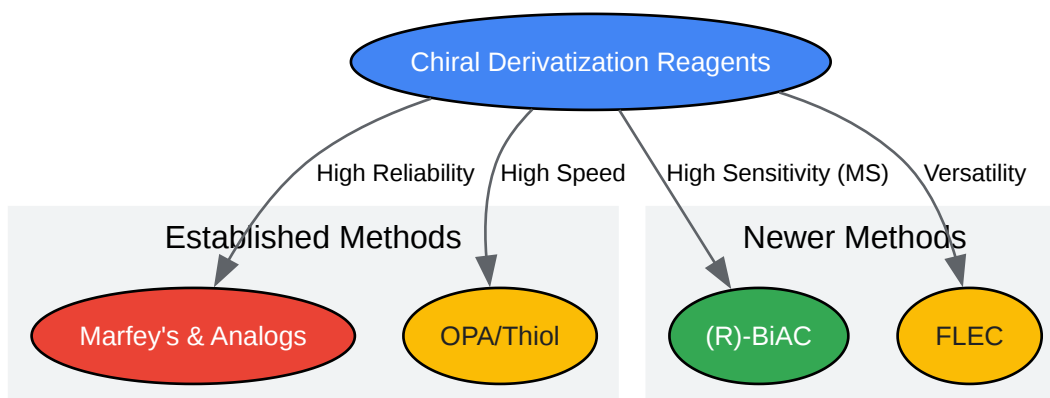 Chiral Derivatization Reagents
High Reliability
High Speed
High Sensitivity (MS)
Versatility
Established Methods
Newer Methods
Marfey's & Analogs
OPA/Thiol
(R)-BiAC
FLEC